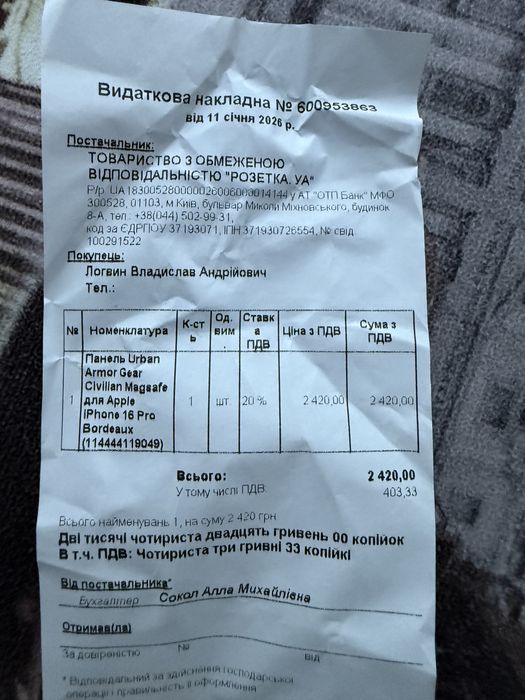 Видаткова накладна № 600953863
від 11 січня 2026 р.
Постачальник:
ТОВАРИСТВО З ОБМЕЖЕНОЮ
ВІДПОВІДАЛЬНІСТЮ "РОЗЕТКА. УА"
Р/р. UA183005280000026006000014144 у АТ "ОТП Банк" МФО
300528, 01103, м Київ, бульвар Миколи Міхновського, будинок
8-А, тел.: +38(044) 502-99-31,
код за ЄДРПОУ 37193071, ІПН 371930726554, № свід.
100291522
Покупець:
Логвин Владислав Андрійович
Тел.:
№ Номенклатура К-сть Од. вим. Ставка ПДВ Ціна з ПДВ Сума з ПДВ
1 Панель Urban 1 шт. 20 % 2 420,00 2 420,00
Armor Gear
Civilian Magsafe
для Apple
iPhone 16 Pro
Bordeaux
(114444119049)
Всього: 2 420,00
У тому числі ПДВ: 403,33
Всього найменувань 1, на суму 2 420 грн
Дві тисячі чотириста двадцять гривень 00 копійок
В т.ч. ПДВ: Чотириста три гривні 33 копійкі
Від постачальника*
Бухгалтер Сокол Алла Михайлівна
Отримав(ла)
За довіреністю № від
* Відповідальний за здійснення господарської
операції і правильність її оформлення